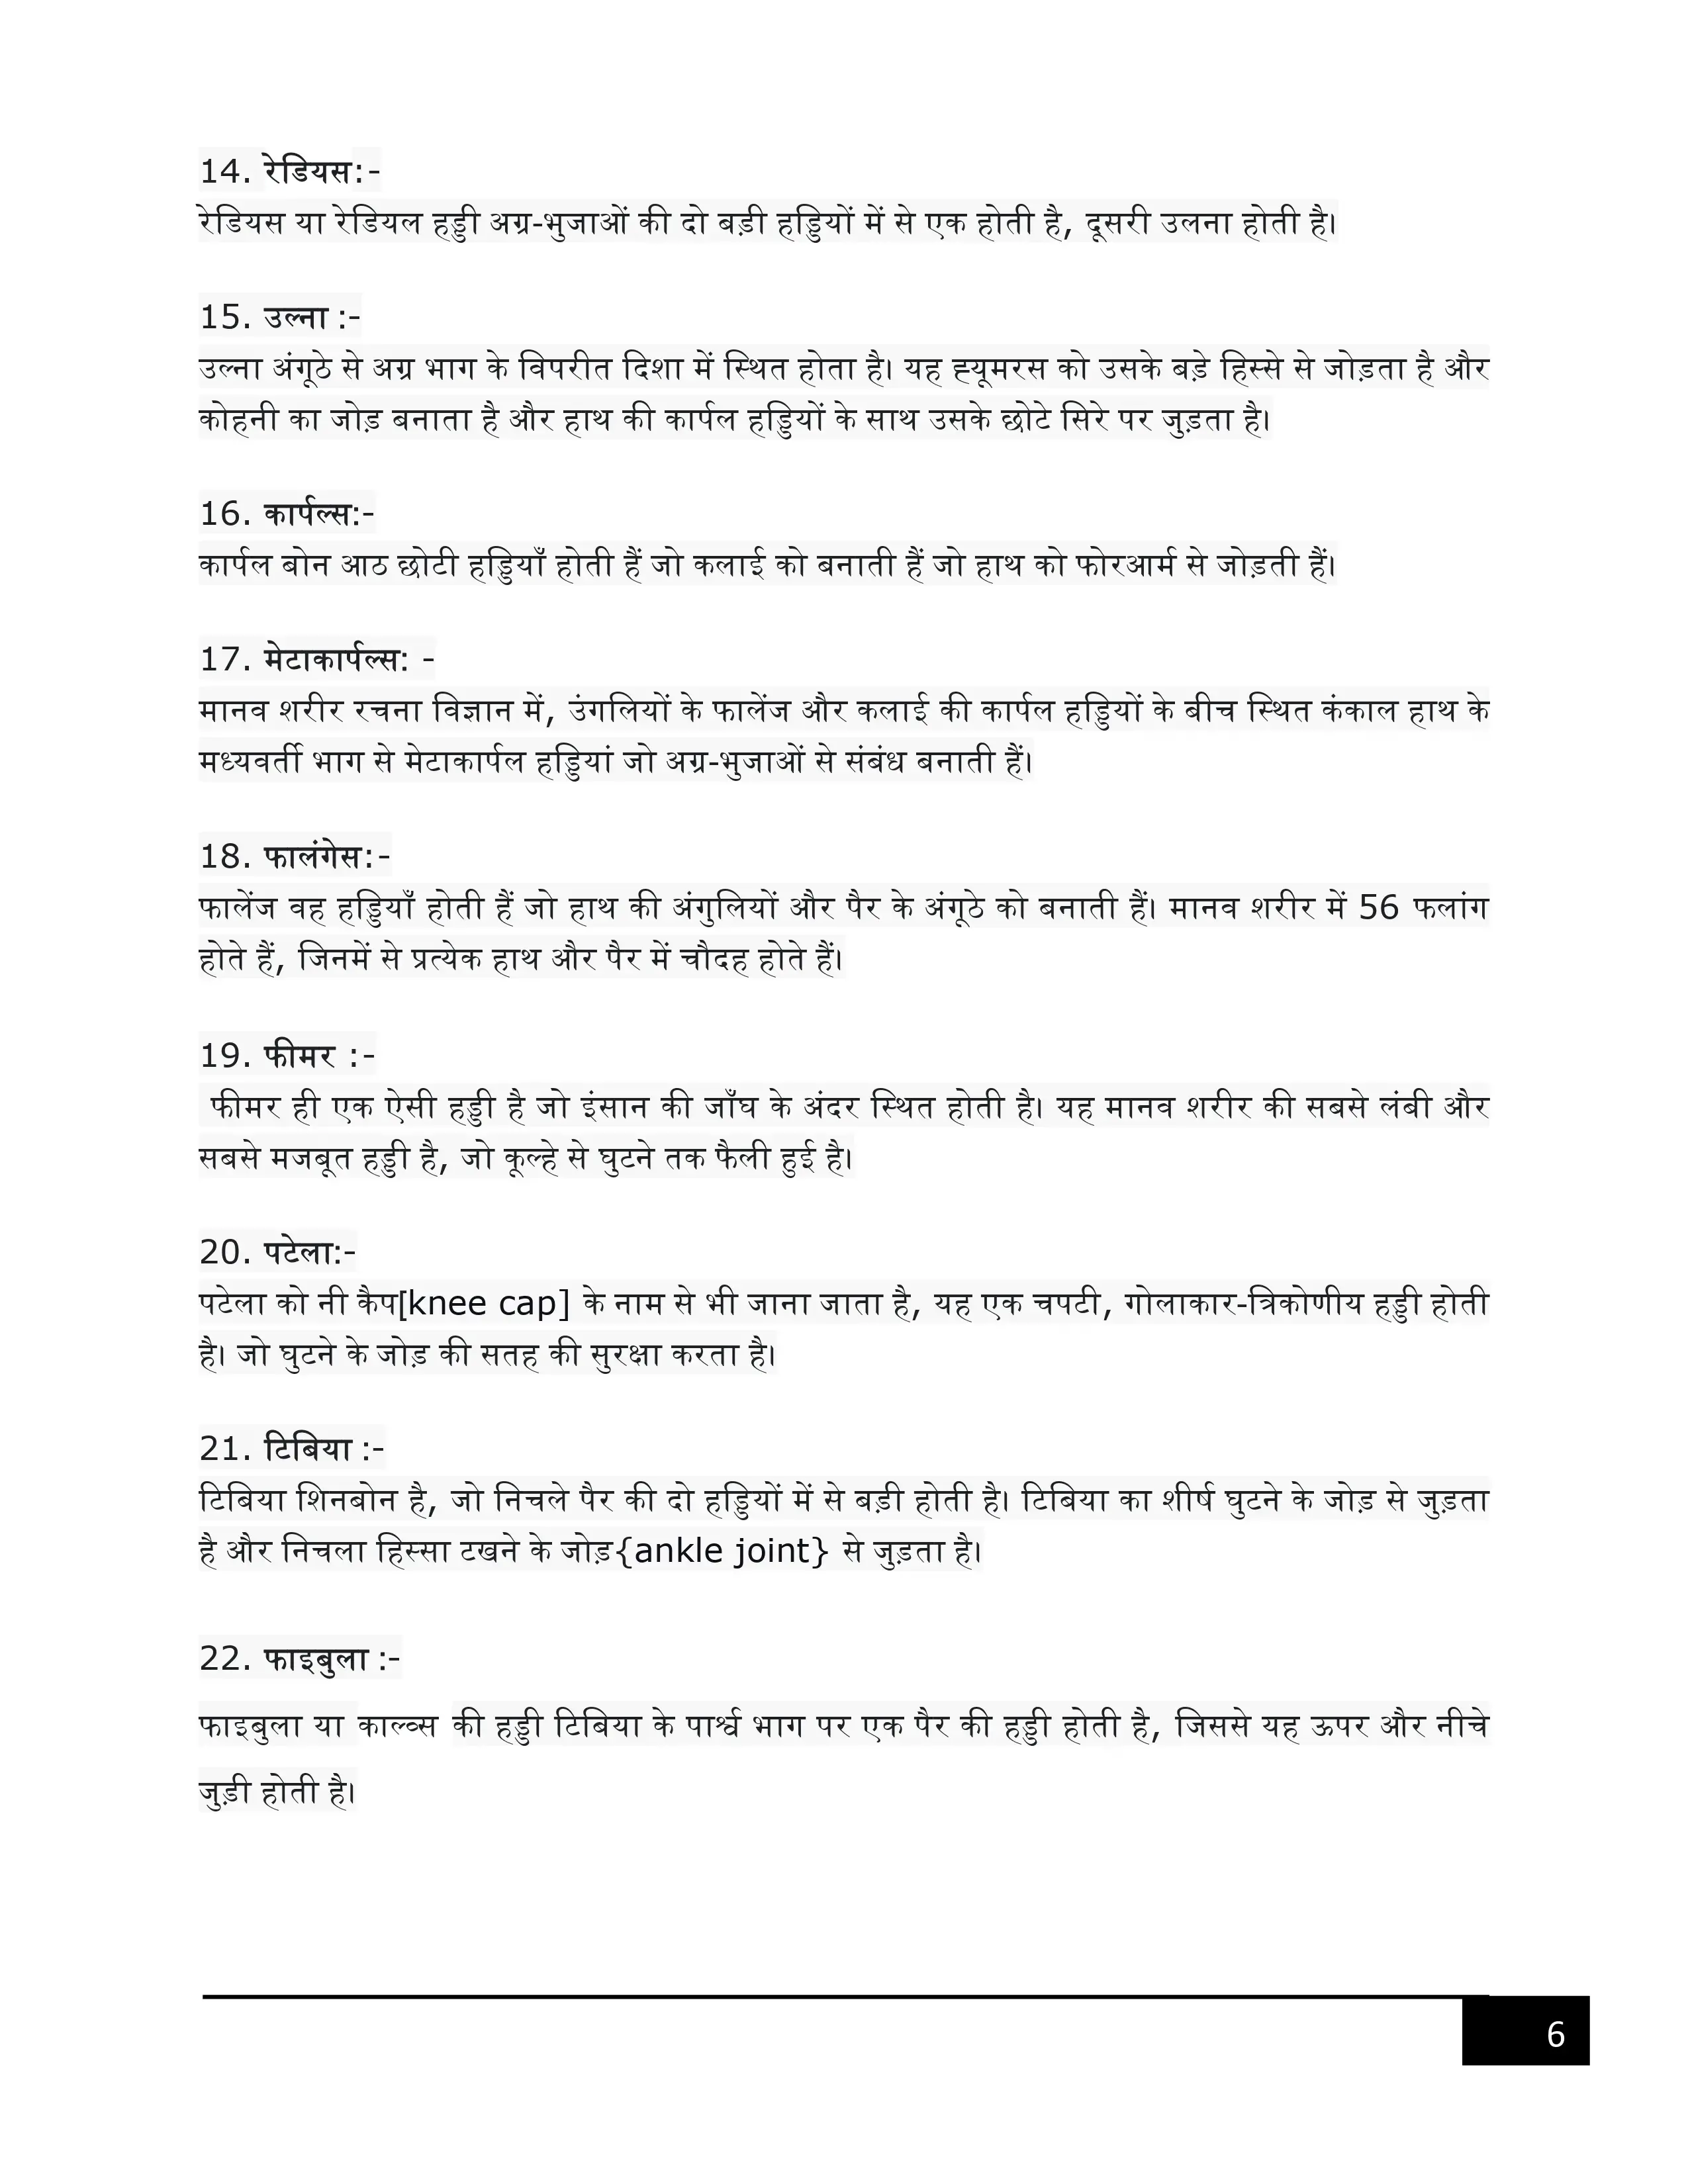 14. रेडियस:-
रेडियस या रेडियल हड्डी अग्र-भुजाओं की दो बड़ी हड्डियों में से एक होती है, दूसरी उलना होती है।
15. उल्ना :-
उल्ना अंगूठे से अग्र भाग के विपरीत दिशा में स्थित होता है। यह ह्यूमरस को उसके बड़े हिस्से से जोड़ता है और
कोहनी का जोड़ बनाता है और हाथ की कार्पल हड्डियों के साथ उसके छोटे सिरे पर जुड़ता है।
16. कार्पल्स:-
कार्पल बोन आठ छोटी हड्डियाँ होती हैं जो कलाई को बनाती हैं जो हाथ को फोरआर्म से जोड़ती हैं।
17. मेटाकार्पल्स: -
मानव शरीर रचना विज्ञान में, उंगलियों के फालेंज और कलाई की कार्पल हड्डियों के बीच स्थित कंकाल हाथ के
मध्यवर्ती भाग से मेटाकार्पल हड्डियां जो अग्र-भुजाओं से संबंध बनाती हैं।
18. फालंगेस:-
फालेंज वह हड्डियाँ होती हैं जो हाथ की अंगुलियों और पैर के अंगूठे को बनाती हैं। मानव शरीर में 56 फलांग
होते हैं, जिनमें से प्रत्येक हाथ और पैर में चौदह होते हैं।
19. फीमर :-
फीमर ही एक ऐसी हड्डी है जो इंसान की जाँघ के अंदर स्थित होती है। यह मानव शरीर की सबसे लंबी और
सबसे मजबूत हड्डी है, जो कूल्हे से घुटने तक फैली हुई है।
20. पटेला:-
पटेला को नी कैप[knee cap] के नाम से भी जाना जाता है, यह एक चपटी, गोलाकार-त्रिकोणीय हड्डी होती
है। जो घुटने के जोड़ की सतह की सुरक्षा करता है।
21. टिबिया :-
टिबिया शिनबोन है, जो निचले पैर की दो हड्डियों में से बड़ी होती है। टिबिया का शीर्ष घुटने के जोड़ से जुड़ता
है और निचला हिस्सा टखने के जोड़{ankle joint} से जुड़ता है।
22. फाइबुला :-
फाइबुला या काल्व्स की हड्डी टिबिया के पार्श्व भाग पर एक पैर की हड्डी होती है, जिससे यह ऊपर और नीचे
जुड़ी होती है।
6